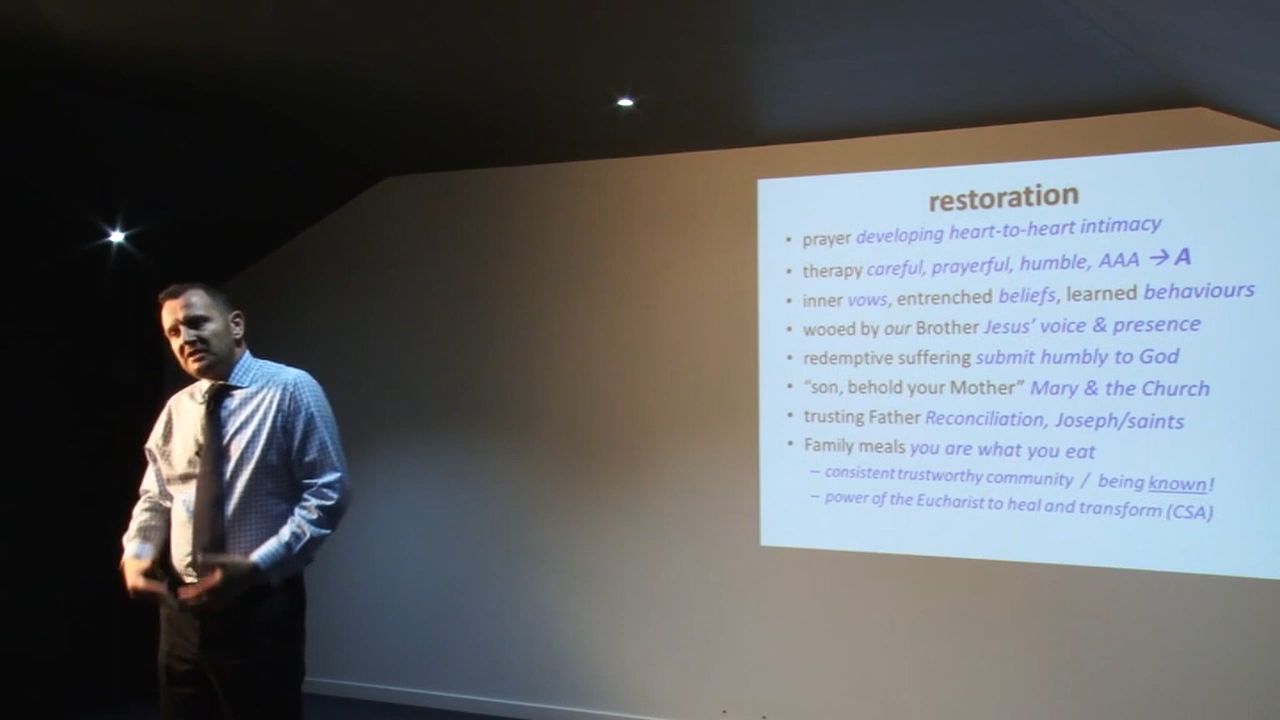 restoration
• prayer developing heart-to-heart intimacy
• therapy careful, prayerful, humble, AAA → A
• inner vows, entrenched beliefs, learned behaviours
• wooed by our Brother Jesus’ voice & presence
• redemptive suffering submit humbly to God
• “son, behold your Mother” Mary & the Church
• trusting Father Reconciliation, Joseph/saints
• Family meals you are what you eat
– consistent trustworthy community / being known!
– power of the Eucharist to heal and transform (CSA)